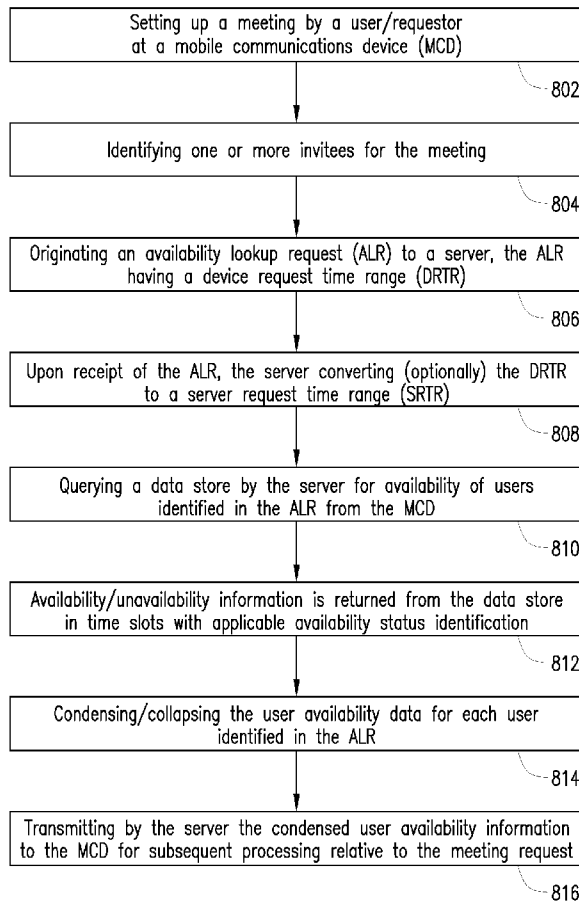 Setting up a meeting by a user/requestor
at a mobile communications device (MCD)
802
Identifying one or more invitees for the meeting
804
Originating an availability lookup request (ALR) to a server, the ALR
having a device request time range (DRTR)
806
Upon receipt of the ALR, the server converting (optionally) the DRTR
to a server request time range (SRTR)
808
Querying a data store by the server for availability of users
identified in the ALR from the MCD
810
Availability/unavailability information is returned from the data store
in time slots with applicable availability status identification
812
Condensing/collapsing the user availability data for each user
identified in the ALR
814
Transmitting by the server the condensed user availability information
to the MCD for subsequent processing relative to the meeting request
816